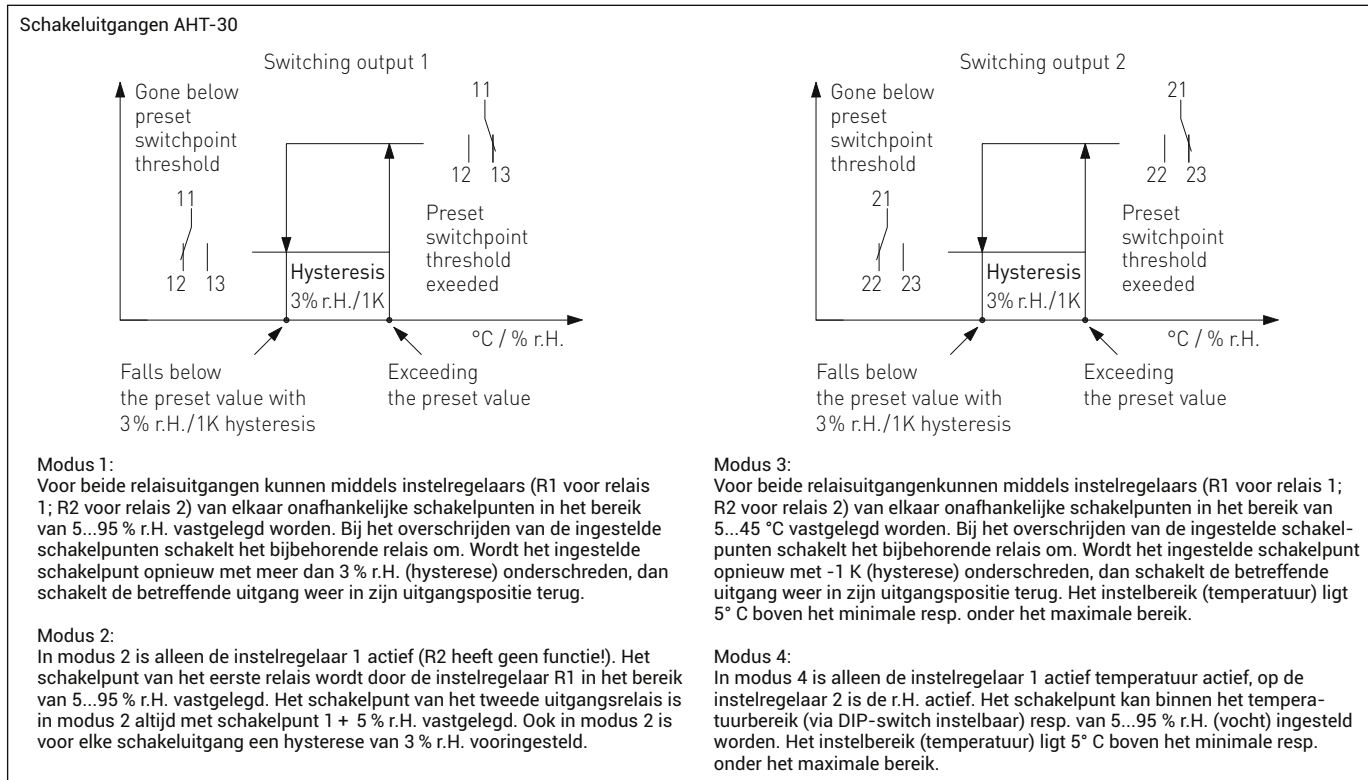 Schakeluitgangen AHT-30
Switching output 1
Gone below
preset
switchpoint
threshold
11
12 13
11
12 13
Preset
switchpoint
threshold
exeeded
Hysteresis
3% r.H./1K
°C / % r.H.
Falls below
the preset value with
3% r.H./1K hysteresis
Exceeding
the preset value
Switching output 2
Gone below
preset
switchpoint
threshold
21
22 23
21
22 23
Preset
switchpoint
threshold
exeeded
Hysteresis
3% r.H./1K
°C / % r.H.
Falls below
the preset value with
3% r.H./1K hysteresis
Exceeding
the preset value
Modus 1:
Voor beide relaisuitgangen kunnen middels instelregelaars (R1 voor relais
1; R2 voor relais 2) van elkaar onafhankelijke schakelpunten in het bereik
van 5...95 % r.H. vastgelegd worden. Bij het overschrijden van de ingestelde
schakelpunten schakelt het bijbehorende relais om. Wordt het ingestelde
schakelpunt opnieuw met meer dan 3 % r.H. (hysterese) onderschreden, dan
schakelt de betreffende uitgang weer in zijn uitgangspositie terug.
Modus 2:
In modus 2 is alleen de instelregelaar 1 actief (R2 heeft geen functie!). Het
schakelpunt van het eerste relais wordt door de instelregelaar R1 in het bereik
van 5...95 % r.H. vastgelegd. Het schakelpunt van het tweede uitgangsrelais is
in modus 2 altijd met schakelpunt 1 + 5 % r.H. vastgelegd. Ook in modus 2 is
voor elke schakeluitgang een hysterese van 3 % r.H. vooringesteld.
Modus 3:
Voor beide relaisuitgangenkunnen middels instelregelaars (R1 voor relais 1;
R2 voor relais 2) van elkaar onafhankelijke schakelpunten in het bereik van
5...45 °C vastgelegd worden. Bij het overschrijden van de ingestelde schakel-
punten schakelt het bijbehorende relais om. Wordt het ingestelde schakelpunt
opnieuw met -1 K (hysterese) onderschreden, dan schakelt de betreffende
uitgang weer in zijn uitgangspositie terug. Het instelbereik (temperatuur) ligt
5° C boven het minimale resp. onder het maximale bereik.
Modus 4:
In modus 4 is alleen de instelregelaar 1 actief temperatuur actief, op de
instelregelaar 2 is de r.H. actief. Het schakelpunt kan binnen het tempera-
tuurbereik (via DIP-switch instelbaar) resp. van 5...95 % r.H. (vocht) ingesteld
worden. Het instelbereik (temperatuur) ligt 5° C boven het minimale resp.
onder het maximale bereik.